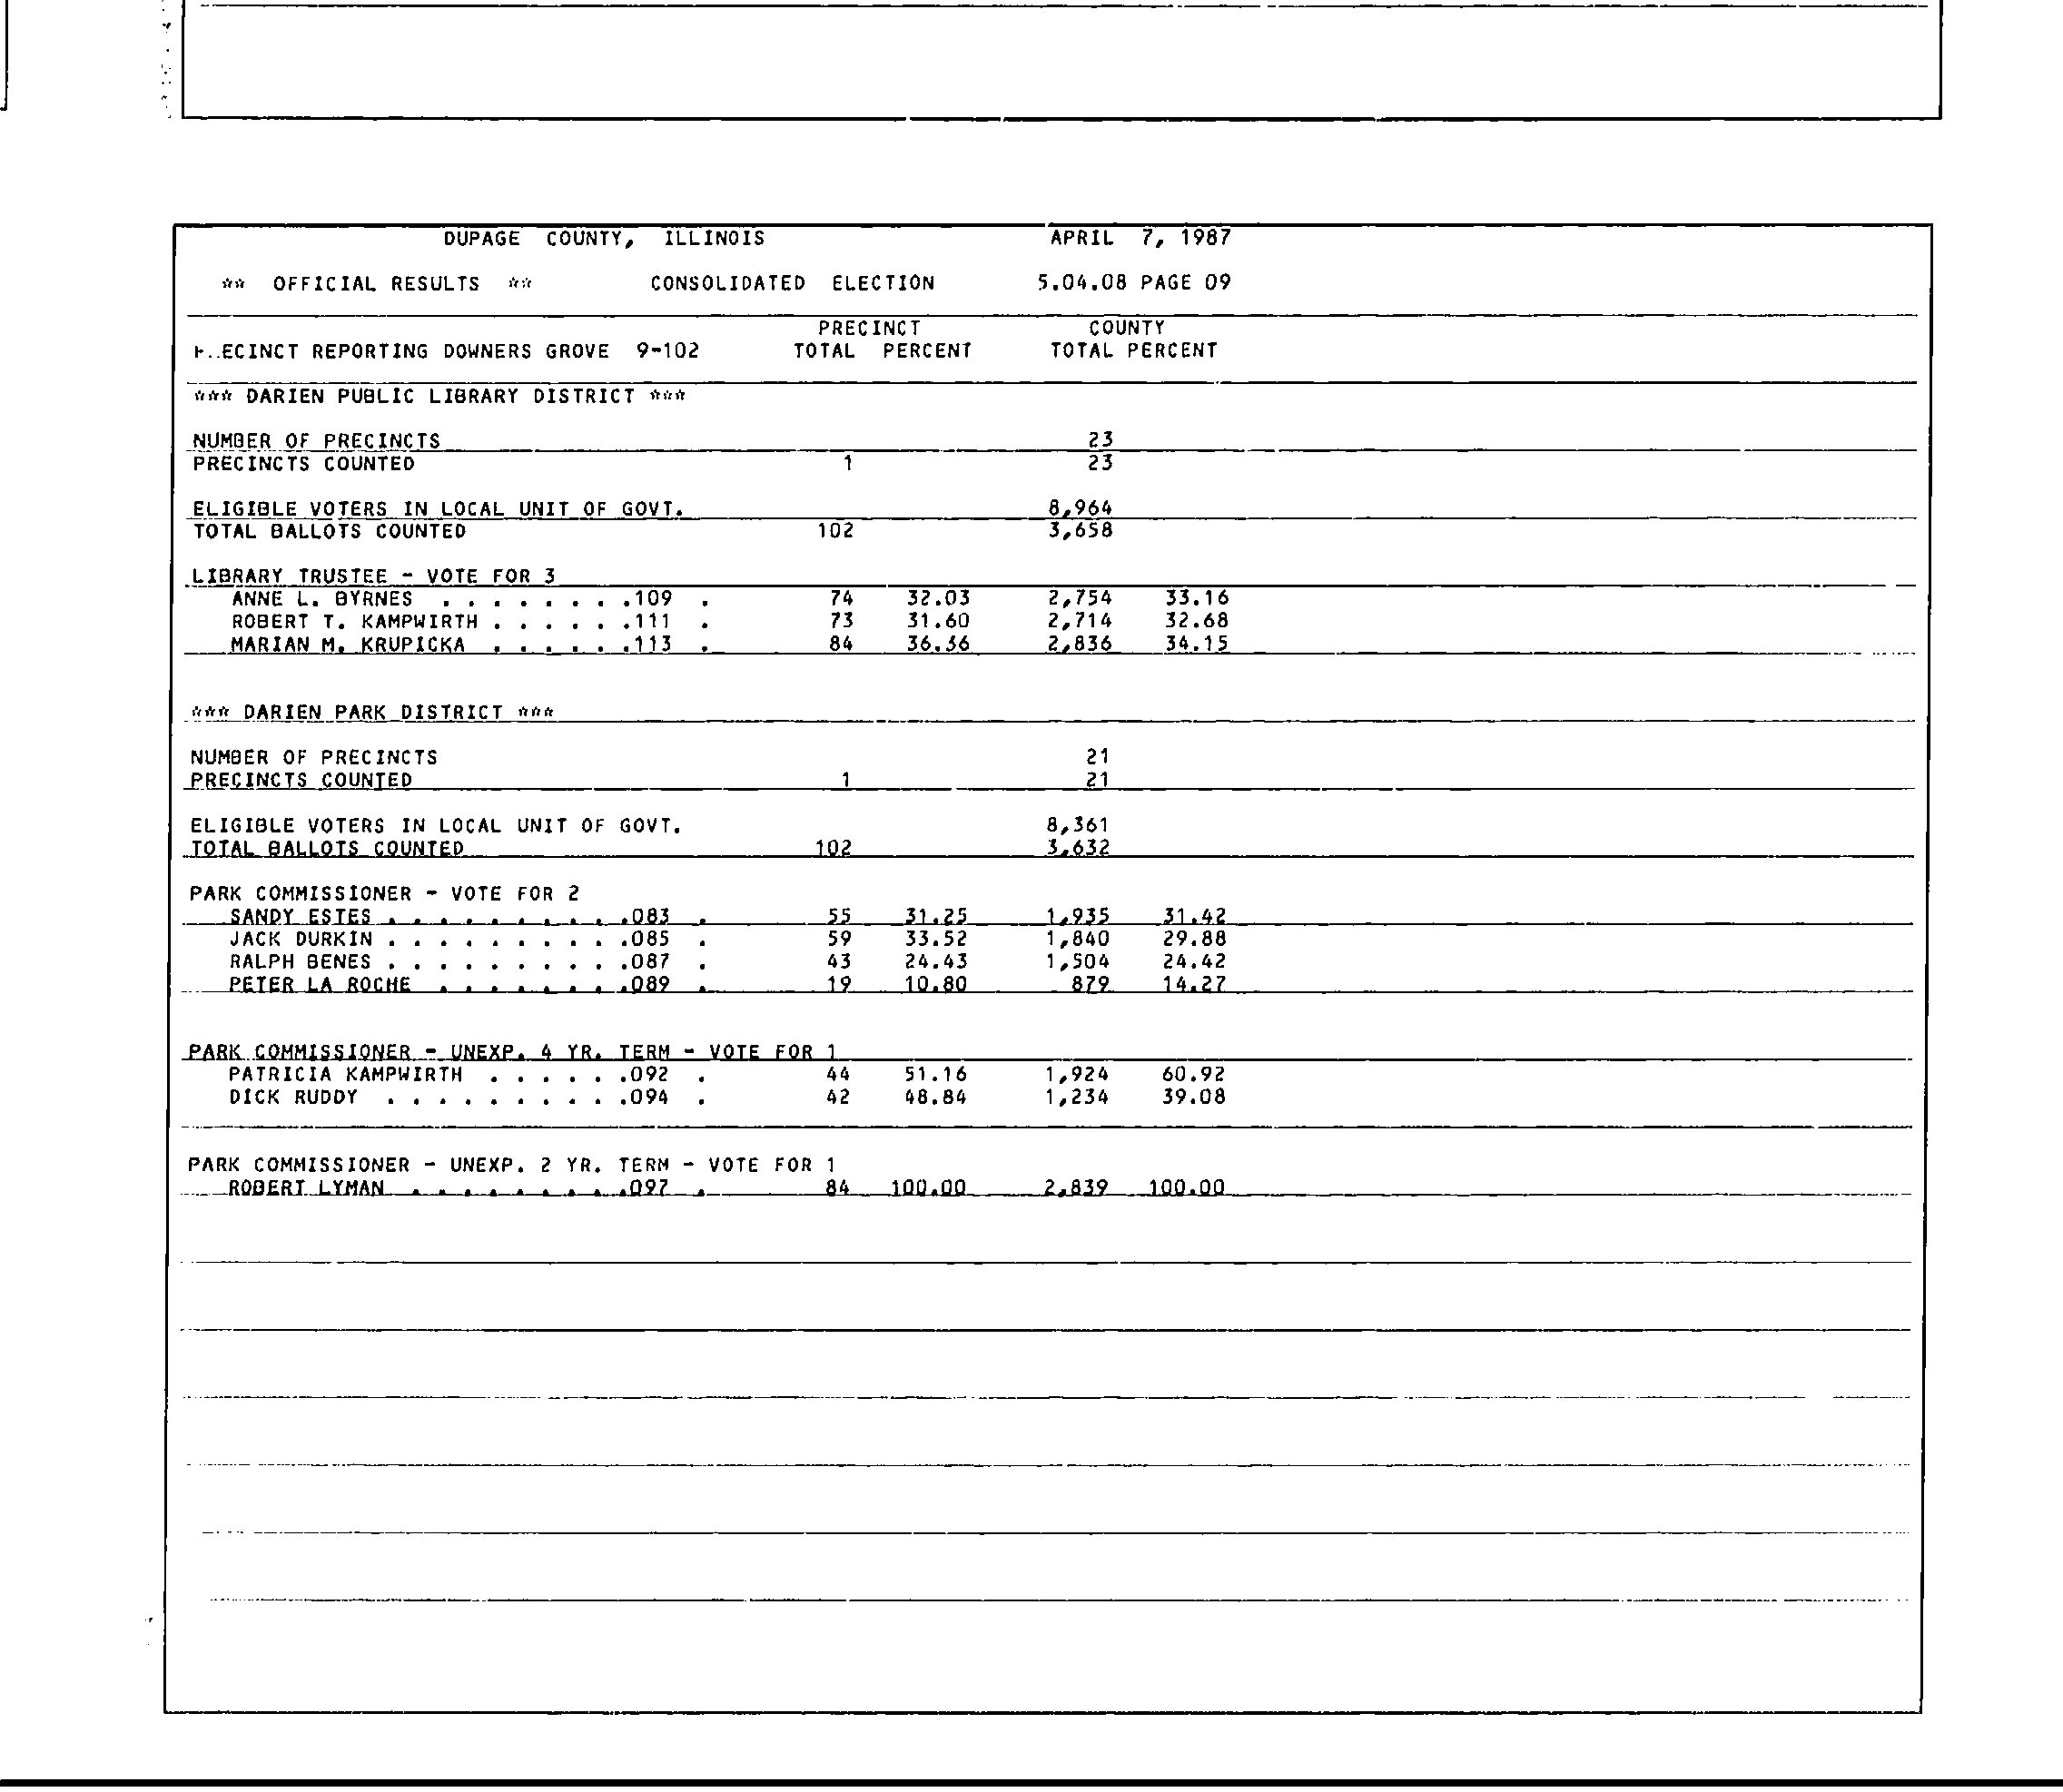 DUPAGE COUNTY, ILLINOIS APRIL 7, 1987
** OFFICIAL RESULTS ** CONSOLIDATED ELECTION 5.04.08 PAGE 09
PRECINCT COUNTY
ECINCT REPORTING DOWNERS GROVE 9-102 TOTAL PERCENT TOTAL PERCENT
*** DARIEN PUBLIC LIBRARY DISTRICT ***
NUMBER OF PRECINCTS 23
PRECINCTS COUNTED 1 23
ELIGIBLE VOTERS IN LOCAL UNIT OF GOVT. 8,964
TOTAL BALLOTS COUNTED 102 3,658
LIBRARY TRUSTEE - VOTE FOR 3
ANNE L. BYRNES . . . . . . . .109 . 74 32.03 2,754 33.16
ROBERT T. KAMPWIRTH . . . . . .111 . 73 31.60 2,714 32.68
MARIAN M. KRUPICKA . . . . . .113 . 84 36.36 2,836 34.15
*** DARIEN PARK DISTRICT ***
NUMBER OF PRECINCTS 21
PRECINCTS COUNTED 1 21
ELIGIBLE VOTERS IN LOCAL UNIT OF GOVT. 8,361
TOTAL BALLOTS COUNTED 102 3,632
PARK COMMISSIONER - VOTE FOR 2
SANDY ESTES . . . . . . . . . .083 . 55 31.25 1,935 31.42
JACK DURKIN . . . . . . . . . .085 . 59 33.52 1,840 29.88
RALPH BENES . . . . . . . . . .087 . 43 24.43 1,504 24.42
PETER LA ROCHE . . . . . . . .089 . 19 10.80 879 14.27
PARK COMMISSIONER - UNEXP. 4 YR. TERM - VOTE FOR 1
PATRICIA KAMPWIRTH . . . . . .092 . 44 51.16 1,924 60.92
DICK RUDDY . . . . . . . . . .094 . 42 48.84 1,234 39.08
PARK COMMISSIONER - UNEXP. 2 YR. TERM - VOTE FOR 1
ROBERT LYMAN . . . . . . . . .097 . 84 100.00 2,839 100.00